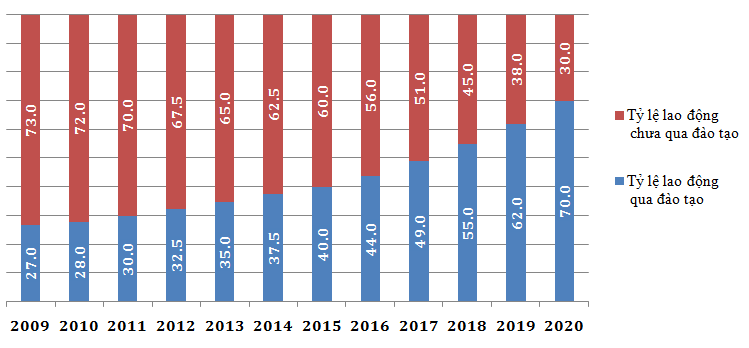 73.0 72.0 70.0 67.5 65.0 62.5 60.0 56.0 51.0 45.0 38.0 30.0
27.0 28.0 30.0 32.5 35.0 37.5 40.0 44.0 49.0 55.0 62.0 70.0
2009 2010 2011 2012 2013 2014 2015 2016 2017 2018 2019 2020
Tỷ lệ lao động
chưa qua đảo tạo
Tỷ lệ lao động
qua đảo tạo